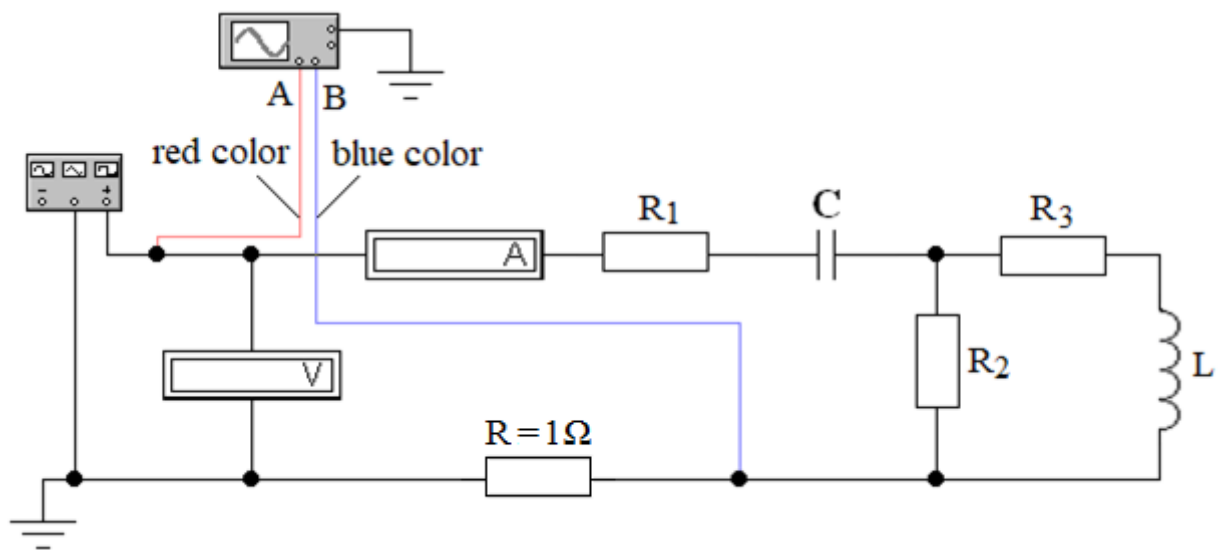 A B
red color blue color
- +
A
R₁
C
R₃
V
R₂
L
R=1Ω